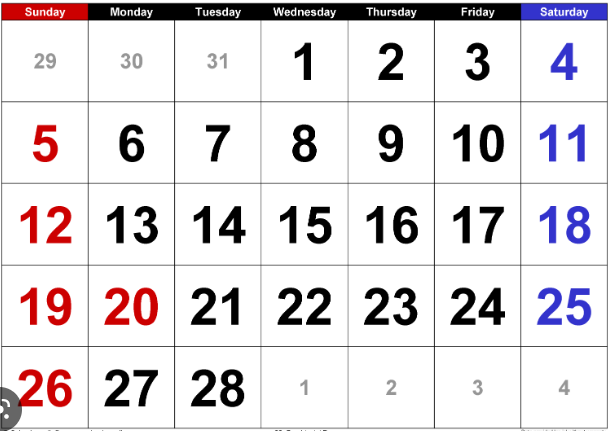 Sunday Monday Tuesday Wednesday Thursday Friday Saturday
29 30 31 1 2 3 4
5 6 7 8 9 10 11
12 13 14 15 16 17 18
19 20 21 22 23 24 25
26 27 28 1 2 3 4